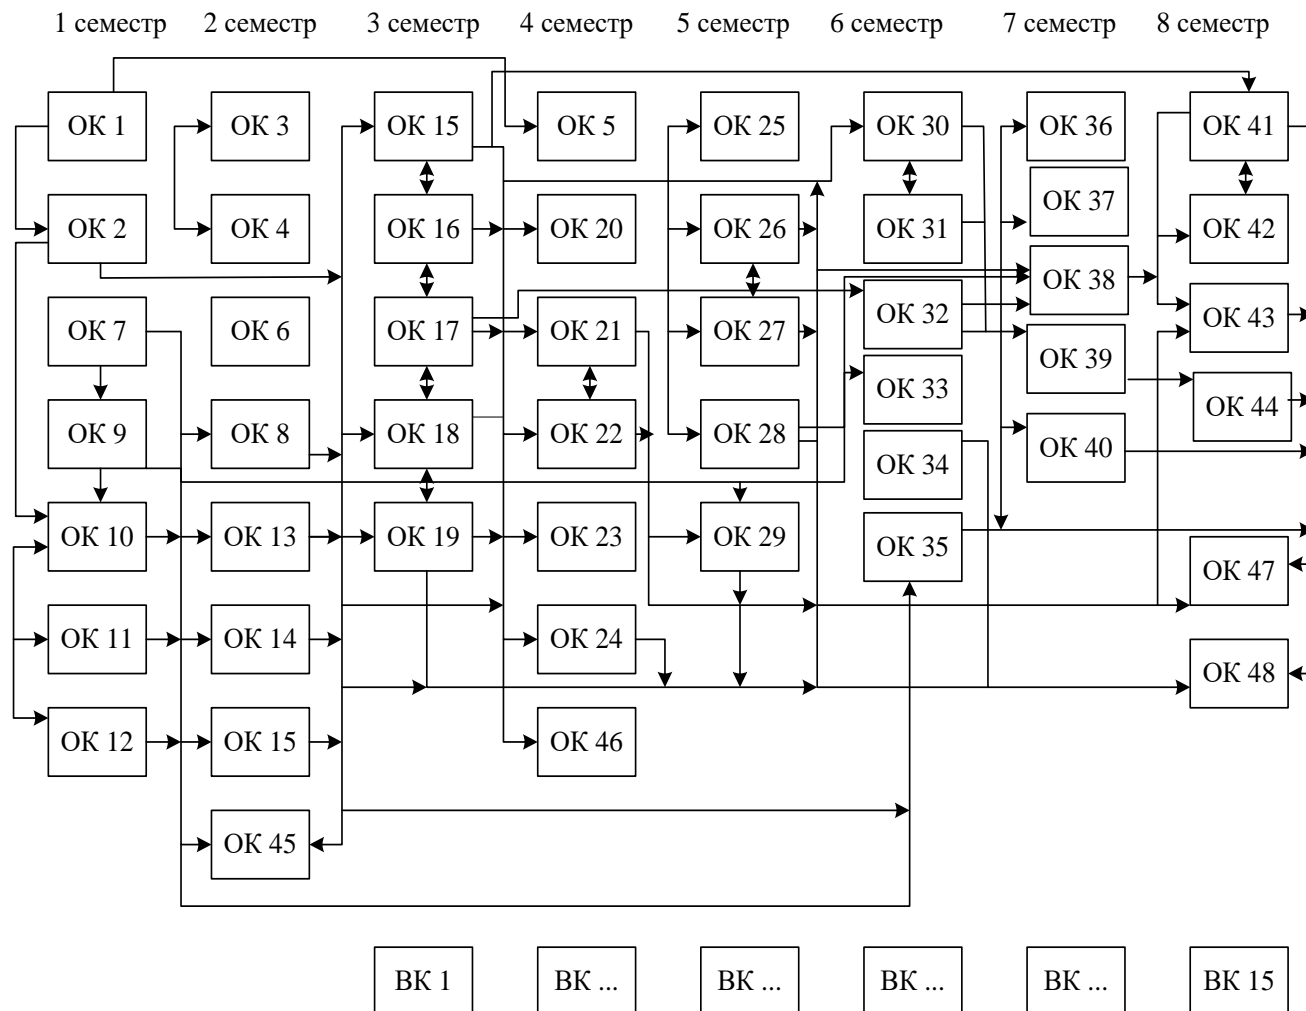 1 семестр 2 семестр 3 семестр 4 семестр 5 семестр 6 семестр 7 семестр 8 семестр
ОК 1 ОК 3 ОК 15 ОК 5 ОК 25 ОК 30 ОК 36 ОК 41
ОК 37
ОК 2 ОК 4 ОК 16 ОК 20 ОК 26 ОК 31 ОК 42
ОК 38
ОК 7 ОК 6 ОК 17 ОК 21 ОК 27 ОК 32 ОК 43
ОК 39
ОК 33
ОК 44
ОК 9 ОК 8 ОК 18 ОК 22 ОК 28 ОК 40
ОК 34
ОК 10 ОК 13 ОК 19 ОК 23 ОК 29 ОК 35
ОК 47
ОК 11 ОК 14 ОК 24
ОК 48
ОК 12 ОК 15 ОК 46
ОК 45
ВК 1 ВК ... ВК ... ВК ... ВК ... ВК 15